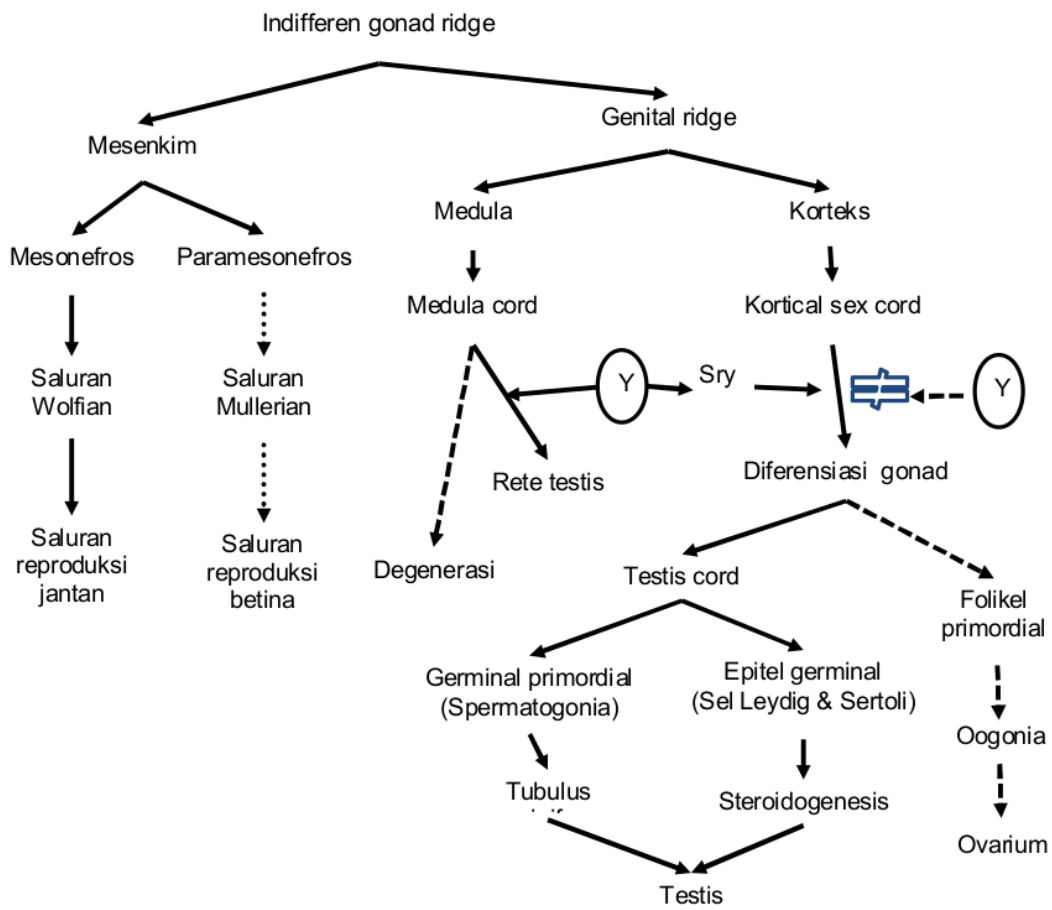 Indifferen gonad ridge
Genital ridge
Mesenkim
Medula
Korteks
Mesonefros
Paramesonefros
Medula cord
Kortical sex cord
Saluran
Wolfian
Saluran
Mullerian
Y
Sry
Y
Rete testis
Diferensiasi gonad
Saluran
reproduksi
jantan
Saluran
reproduksi
betina
Degenerasi
Testis cord
Folikel
primordial
Germinal primordial
(Spermatogonia)
Epitel germinal
(Sel Leydig & Sertoli)
Oogonia
Tubulus
Steroidogenesis
Ovarium
Testis